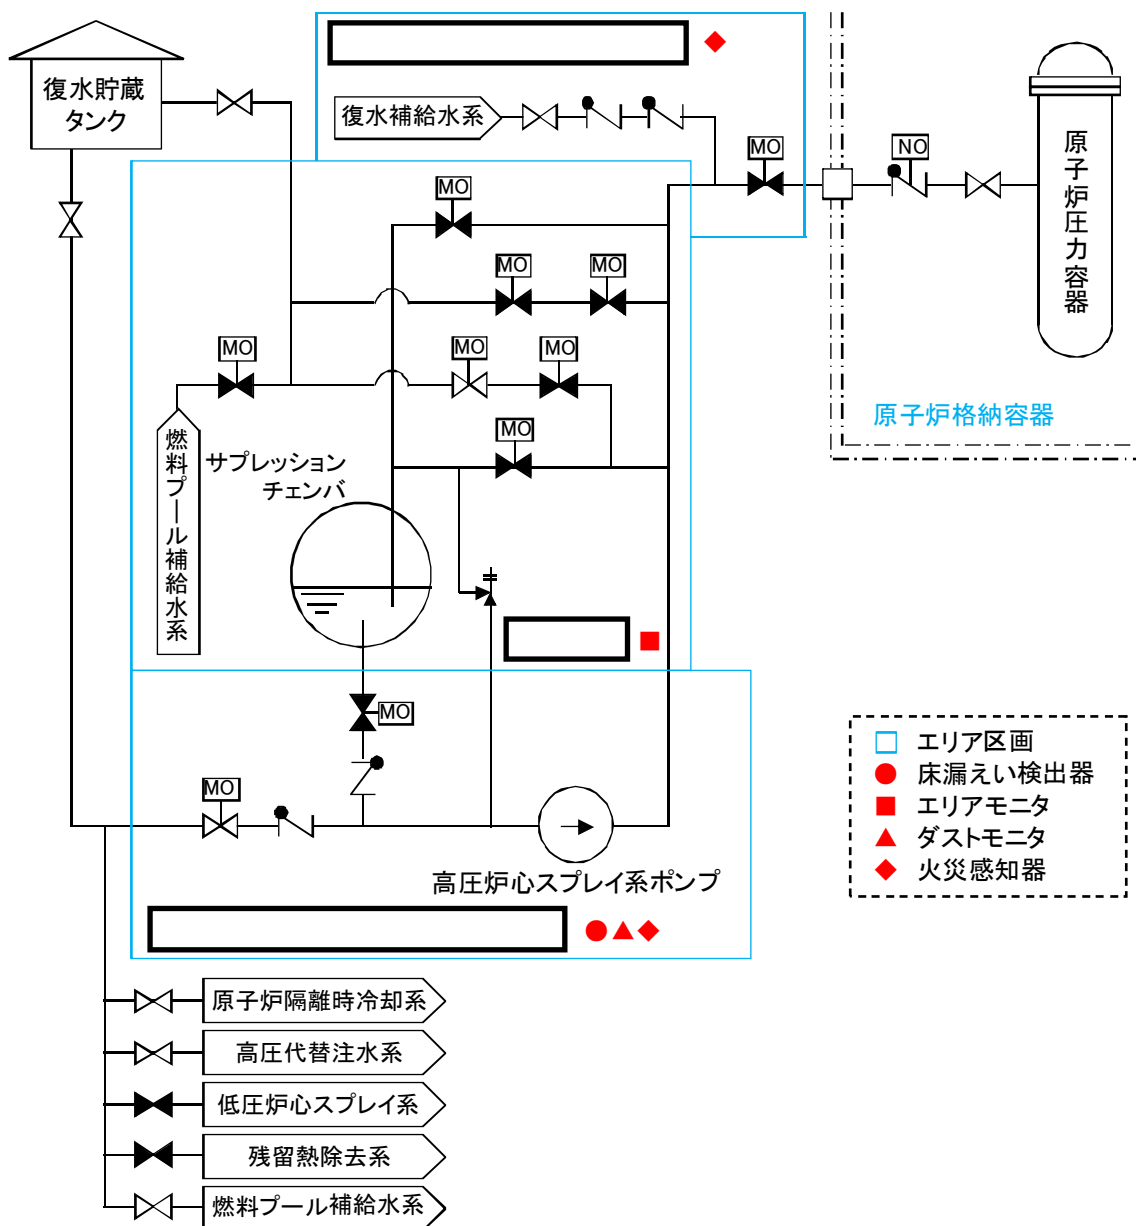 復水貯蔵
タンク
復水補給水系
MO
NO
原子炉圧力容器
MO
MO
MO
MO
MO
MO
MO
原子炉格納容器
燃料プール補給水系
サプレッション
チェンバ
MO
MO
高圧炉心スプレイ系ポンプ
エリア区画
床漏えい検出器
エリアモニタ
ダストモニタ
火災感知器
原子炉隔離時冷却系
高圧代替注水系
低圧炉心スプレイ系
残留熱除去系
燃料プール補給水系